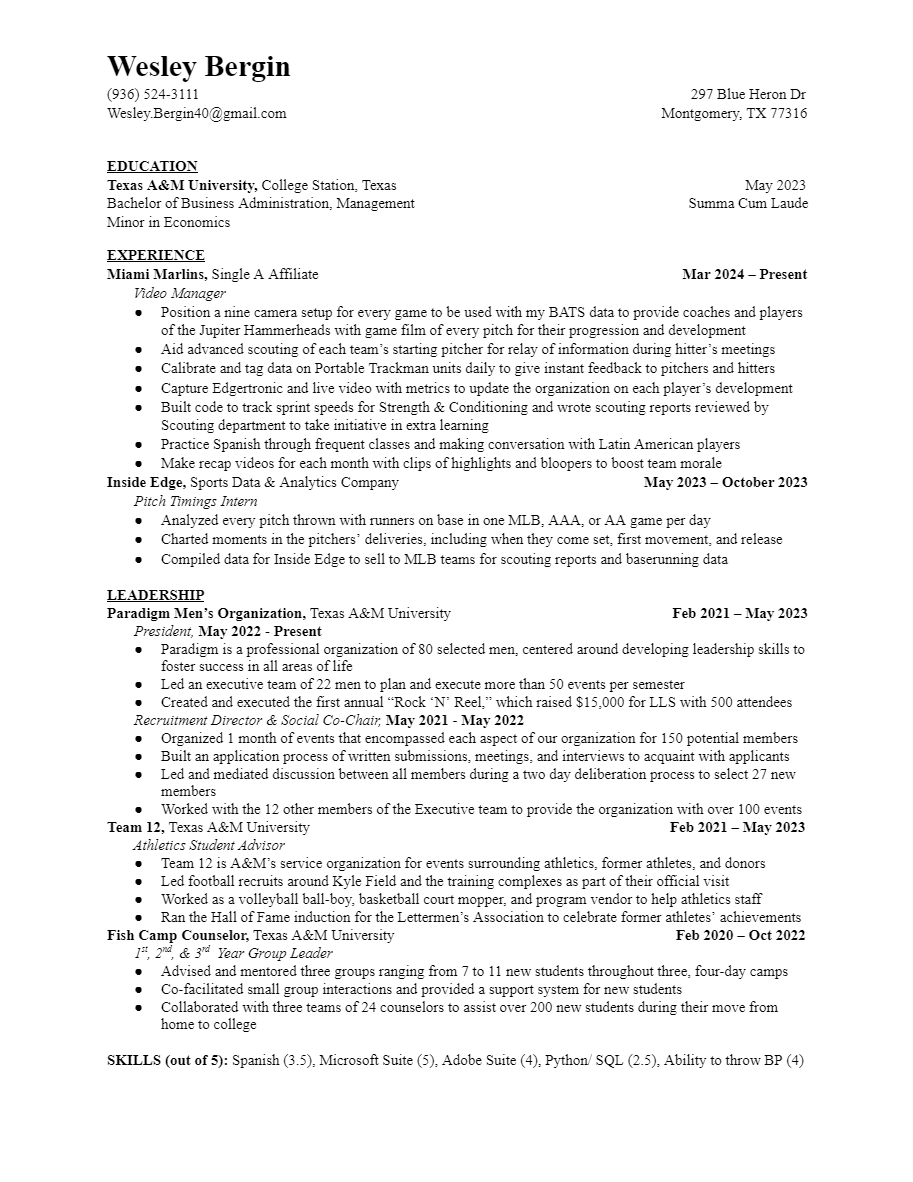 Wesley Bergin
(936) 524-3111 297 Blue Heron Dr
Wesley.Bergin40@gmail.com Montgomery, TX 77316
EDUCATION
Texas A&M University, College Station, Texas May 2023
Bachelor of Business Administration, Management Summa Cum Laude
Minor in Economics
EXPERIENCE
Miami Marlins, Single A Affiliate Mar 2024 – Present
Video Manager
● Position a nine camera setup for every game to be used with my BATS data to provide coaches and players
of the Jupiter Hammerheads with game film of every pitch for their progression and development
● Aid advanced scouting of each team’s starting pitcher for relay of information during hitter’s meetings
● Calibrate and tag data on Portable Trackman units daily to give instant feedback to pitchers and hitters
● Capture Edgertronic and live video with metrics to update the organization on each player’s development
● Built code to track sprint speeds for Strength & Conditioning and wrote scouting reports reviewed by
Scouting department to take initiative in extra learning
● Practice Spanish through frequent classes and making conversation with Latin American players
● Make recap videos for each month with clips of highlights and bloopers to boost team morale
Inside Edge, Sports Data & Analytics Company May 2023 – October 2023
Pitch Timings Intern
● Analyzed every pitch thrown with runners on base in one MLB, AAA, or AA game per day
● Charted moments in the pitchers’ deliveries, including when they come set, first movement, and release
● Compiled data for Inside Edge to sell to MLB teams for scouting reports and baserunning data
LEADERSHIP
Paradigm Men’s Organization, Texas A&M University Feb 2021 – May 2023
President, May 2022 - Present
● Paradigm is a professional organization of 80 selected men, centered around developing leadership skills to
foster success in all areas of life
● Led an executive team of 22 men to plan and execute more than 50 events per semester
● Created and executed the first annual “Rock ‘N’ Reel,” which raised $15,000 for LLS with 500 attendees
Recruitment Director & Social Co-Chair, May 2021 - May 2022
● Organized 1 month of events that encompassed each aspect of our organization for 150 potential members
● Built an application process of written submissions, meetings, and interviews to acquaint with applicants
● Led and mediated discussion between all members during a two day deliberation process to select 27 new
members
● Worked with the 12 other members of the Executive team to provide the organization with over 100 events
Team 12, Texas A&M University Feb 2021 – May 2023
Athletics Student Advisor
● Team 12 is A&M’s service organization for events surrounding athletics, former athletes, and donors
● Led football recruits around Kyle Field and the training complexes as part of their official visit
● Worked as a volleyball ball-boy, basketball court mopper, and program vendor to help athletics staff
● Ran the Hall of Fame induction for the Lettermen’s Association to celebrate former athletes’ achievements
Fish Camp Counselor, Texas A&M University Feb 2020 – Oct 2022
1st, 2nd, & 3rd Year Group Leader
● Advised and mentored three groups ranging from 7 to 11 new students throughout three, four-day camps
● Co-facilitated small group interactions and provided a support system for new students
● Collaborated with three teams of 24 counselors to assist over 200 new students during their move from
home to college
SKILLS (out of 5): Spanish (3.5), Microsoft Suite (5), Adobe Suite (4), Python/ SQL (2.5), Ability to throw BP (4)